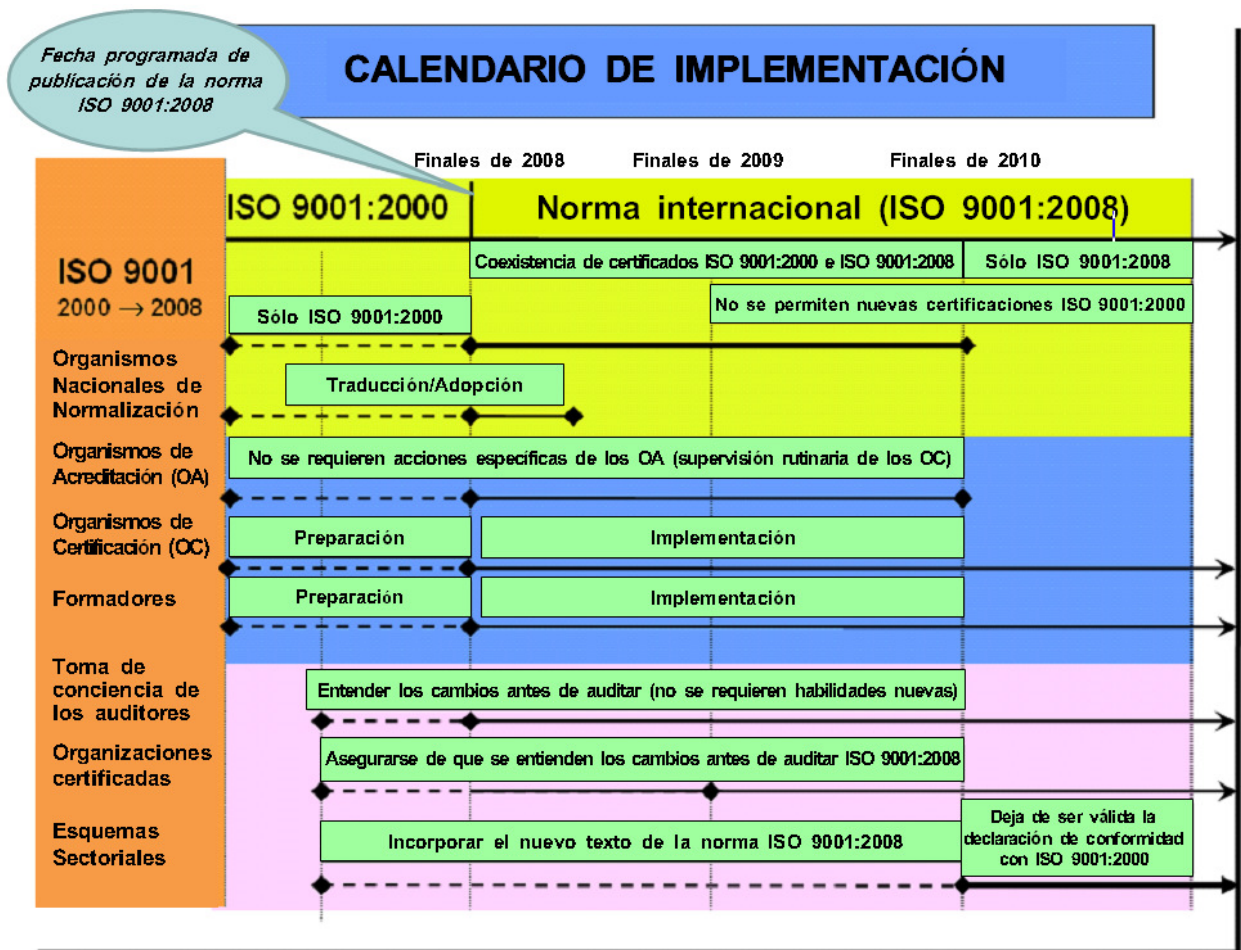 Fecha programada de
publicación de la norma
ISO 9001:2008
CALENDARIO DE IMPLEMENTACIÓN
Finales de 2008
Finales de 2009
Finales de 2010
ISO 9001:2000
Norma internacional (ISO 9001:2008)
ISO 9001
2000 → 2008
Coexistencia de certificados ISO 9001:2000 e ISO 9001:2008
Sólo ISO 9001:2008
No se permiten nuevas certificaciones ISO 9001:2000
Sólo ISO 9001:2000
Organismos
Nacionales de
Normalización
Traducción/Adopción
Organismos de
Acreditación (OA)
No se requieren acciones específicas de los OA (supervisión rutinaria de los OC)
Organismos de
Certificación (OC)
Preparación
Implementación
Formadores
Preparación
Implementación
Toma de
conciencia de
los auditores
Entender los cambios antes de auditar (no se requieren habilidades nuevas)
Organizaciones
certificadas
Asegurarse de que se entienden los cambios antes de auditar ISO 9001:2008
Esquemas
Sectoriales
Incorporar el nuevo texto de la norma ISO 9001:2008
Deja de ser válida la
declaración de conformidad
con ISO 9001:2000